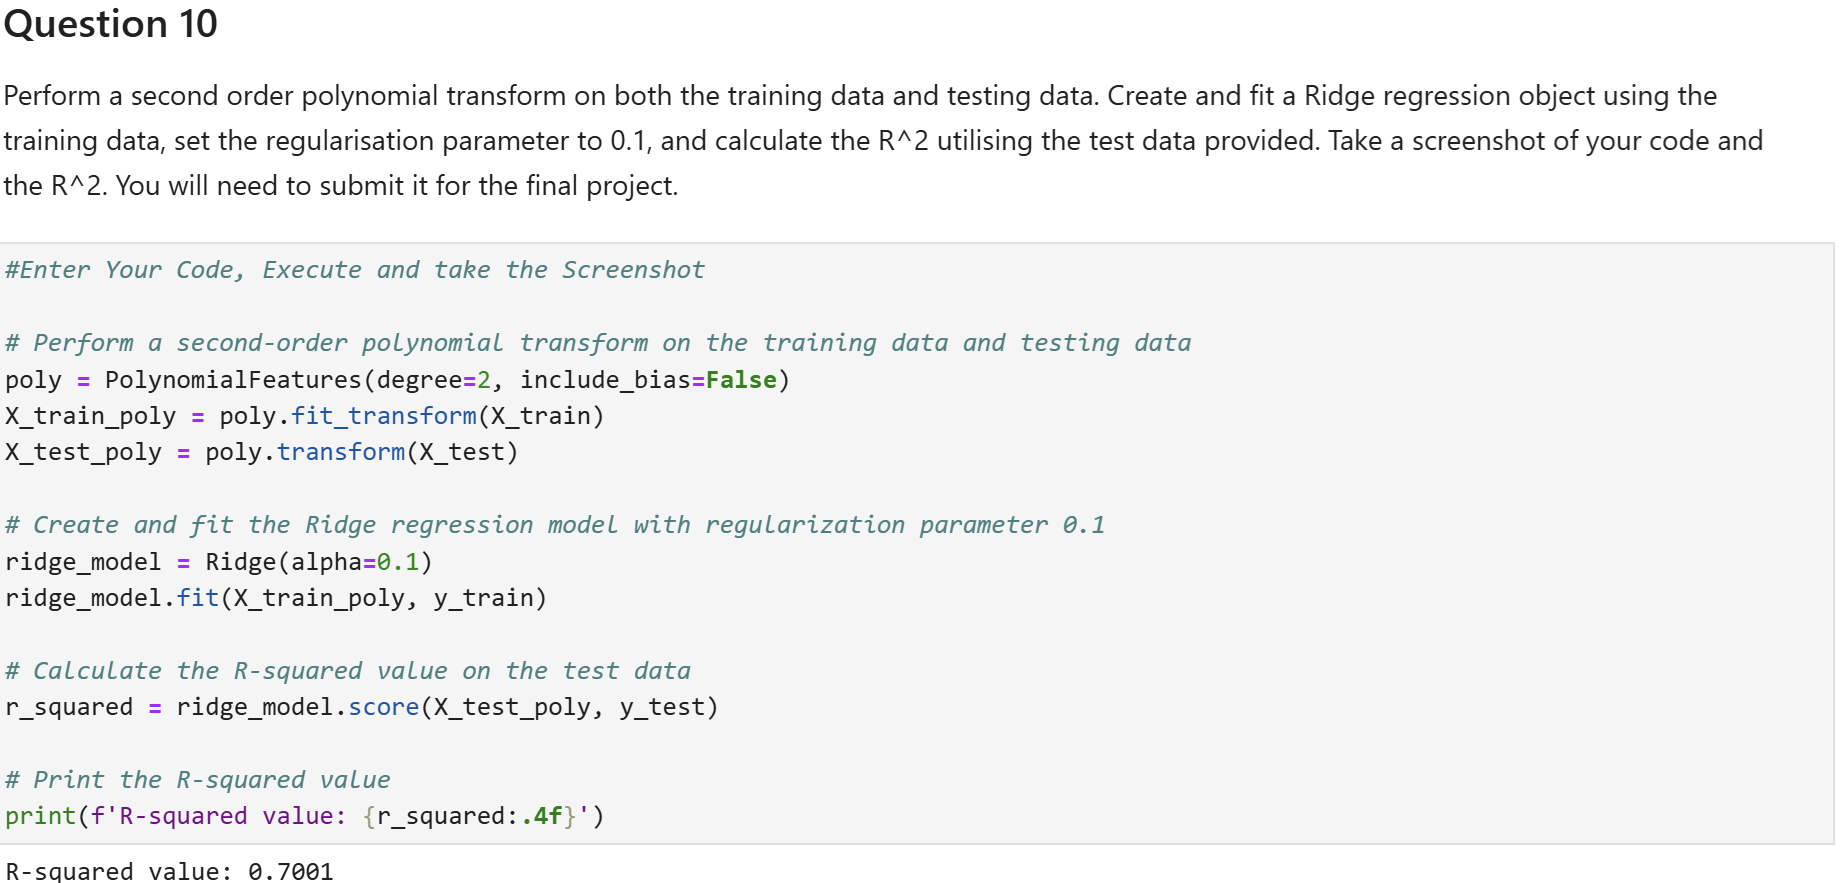 Question 10
Perform a second order polynomial transform on both the training data and testing data. Create and fit a Ridge regression object using the
training data, set the regularisation parameter to 0.1, and calculate the R^2 utilising the test data provided. Take a screenshot of your code and
the R^2. You will need to submit it for the final project.
#Enter Your Code, Execute and take the Screenshot
# Perform a second-order polynomial transform on the training data and testing data
poly = PolynomialFeatures(degree=2, include_bias=False)
X_train_poly = poly.fit_transform(X_train)
X_test_poly = poly.transform(X_test)
# Create and fit the Ridge regression model with regularization parameter 0.1
ridge_model = Ridge(alpha=0.1)
ridge_model.fit(X_train_poly, y_train)
# Calculate the R-squared value on the test data
r_squared = ridge_model.score(X_test_poly, y_test)
# Print the R-squared value
print(f'R-squared value: {r_squared:.4f}')
R-squared value: 0.7001